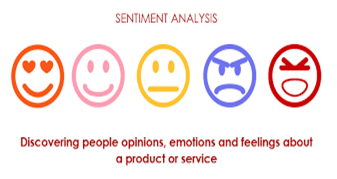 SENTIMENT ANALYSIS
Discovering people opinions, emotions and feelings about
a product or service